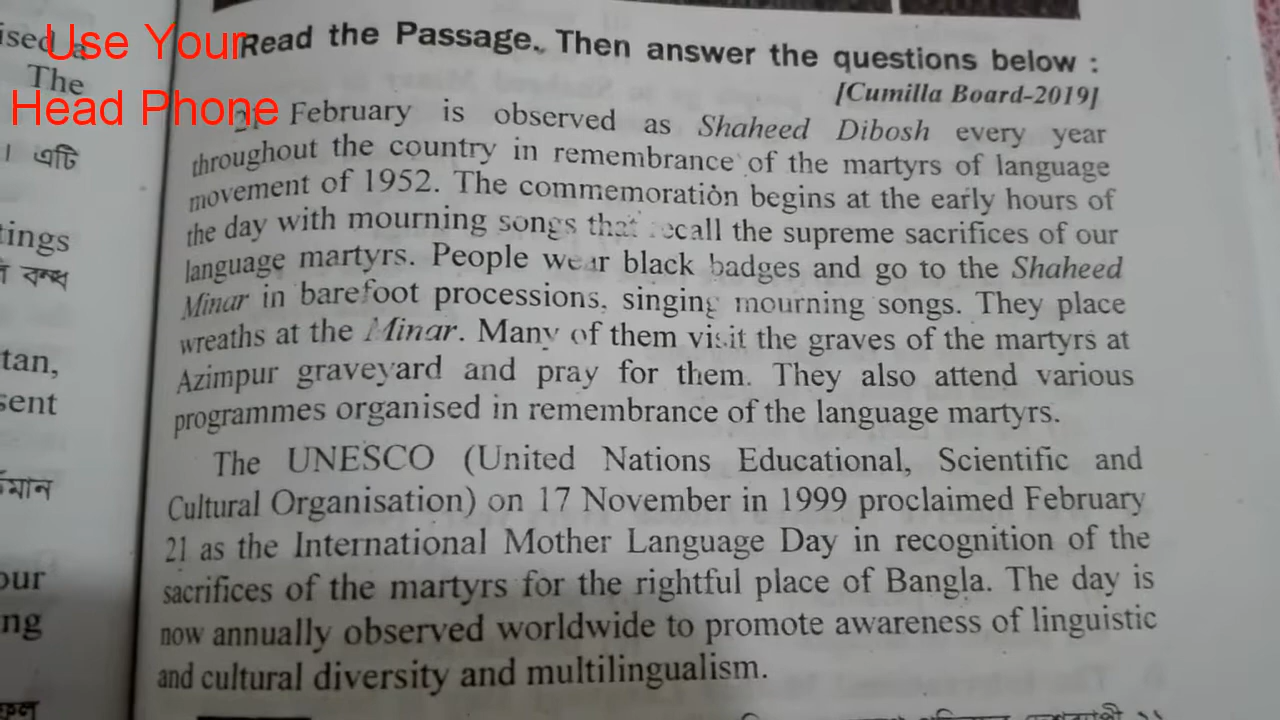 Use Your
Head Phone
ised a
The
। এটি
tings
বন্ধ
tan,
sent
our
ng
Read the Passage. Then answer the questions below :
[Cumilla Board-2019]
21 February is observed as Shaheed Dibosh every year
throughout the country in remembrance of the martyrs of language
movement of 1952. The commemoration begins at the early hours of
the day with mourning songs that recall the supreme sacrifices of our
language martyrs. People wear black badges and go to the Shaheed
Minar in barefoot processions, singing mourning songs. They place
wreaths at the Minar. Many of them visit the graves of the martyrs at
Azimpur graveyard and pray for them. They also attend various
programmes organised in remembrance of the language martyrs.
The UNESCO (United Nations Educational, Scientific and
Cultural Organisation) on 17 November in 1999 proclaimed February
21 as the International Mother Language Day in recognition of the
sacrifices of the martyrs for the rightful place of Bangla. The day is
now annually observed worldwide to promote awareness of linguistic
and cultural diversity and multilingualism.